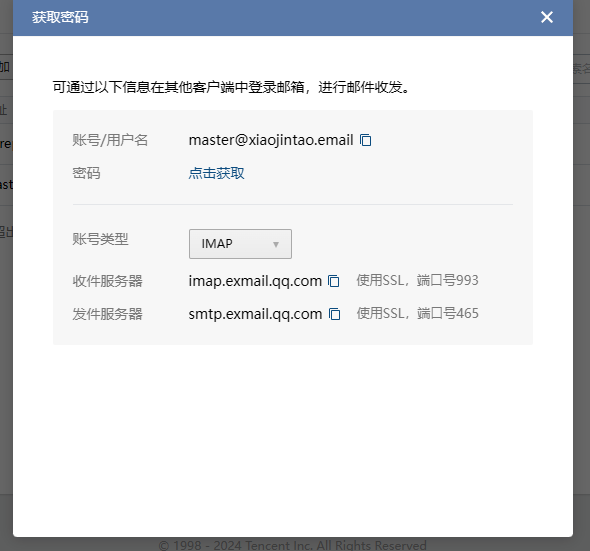 获取密码
加
可通过以下信息在其他客户端中登录邮箱，进行邮件收发。
账号/用户名 master@xiaojintao.email
密码 点击获取
账号类型 IMAP
收件服务器 imap.exmail.qq.com 使用SSL，端口号993
发件服务器 smtp.exmail.qq.com 使用SSL，端口号465
© 1998 - 2024 Tencent Inc. All Rights Reserved